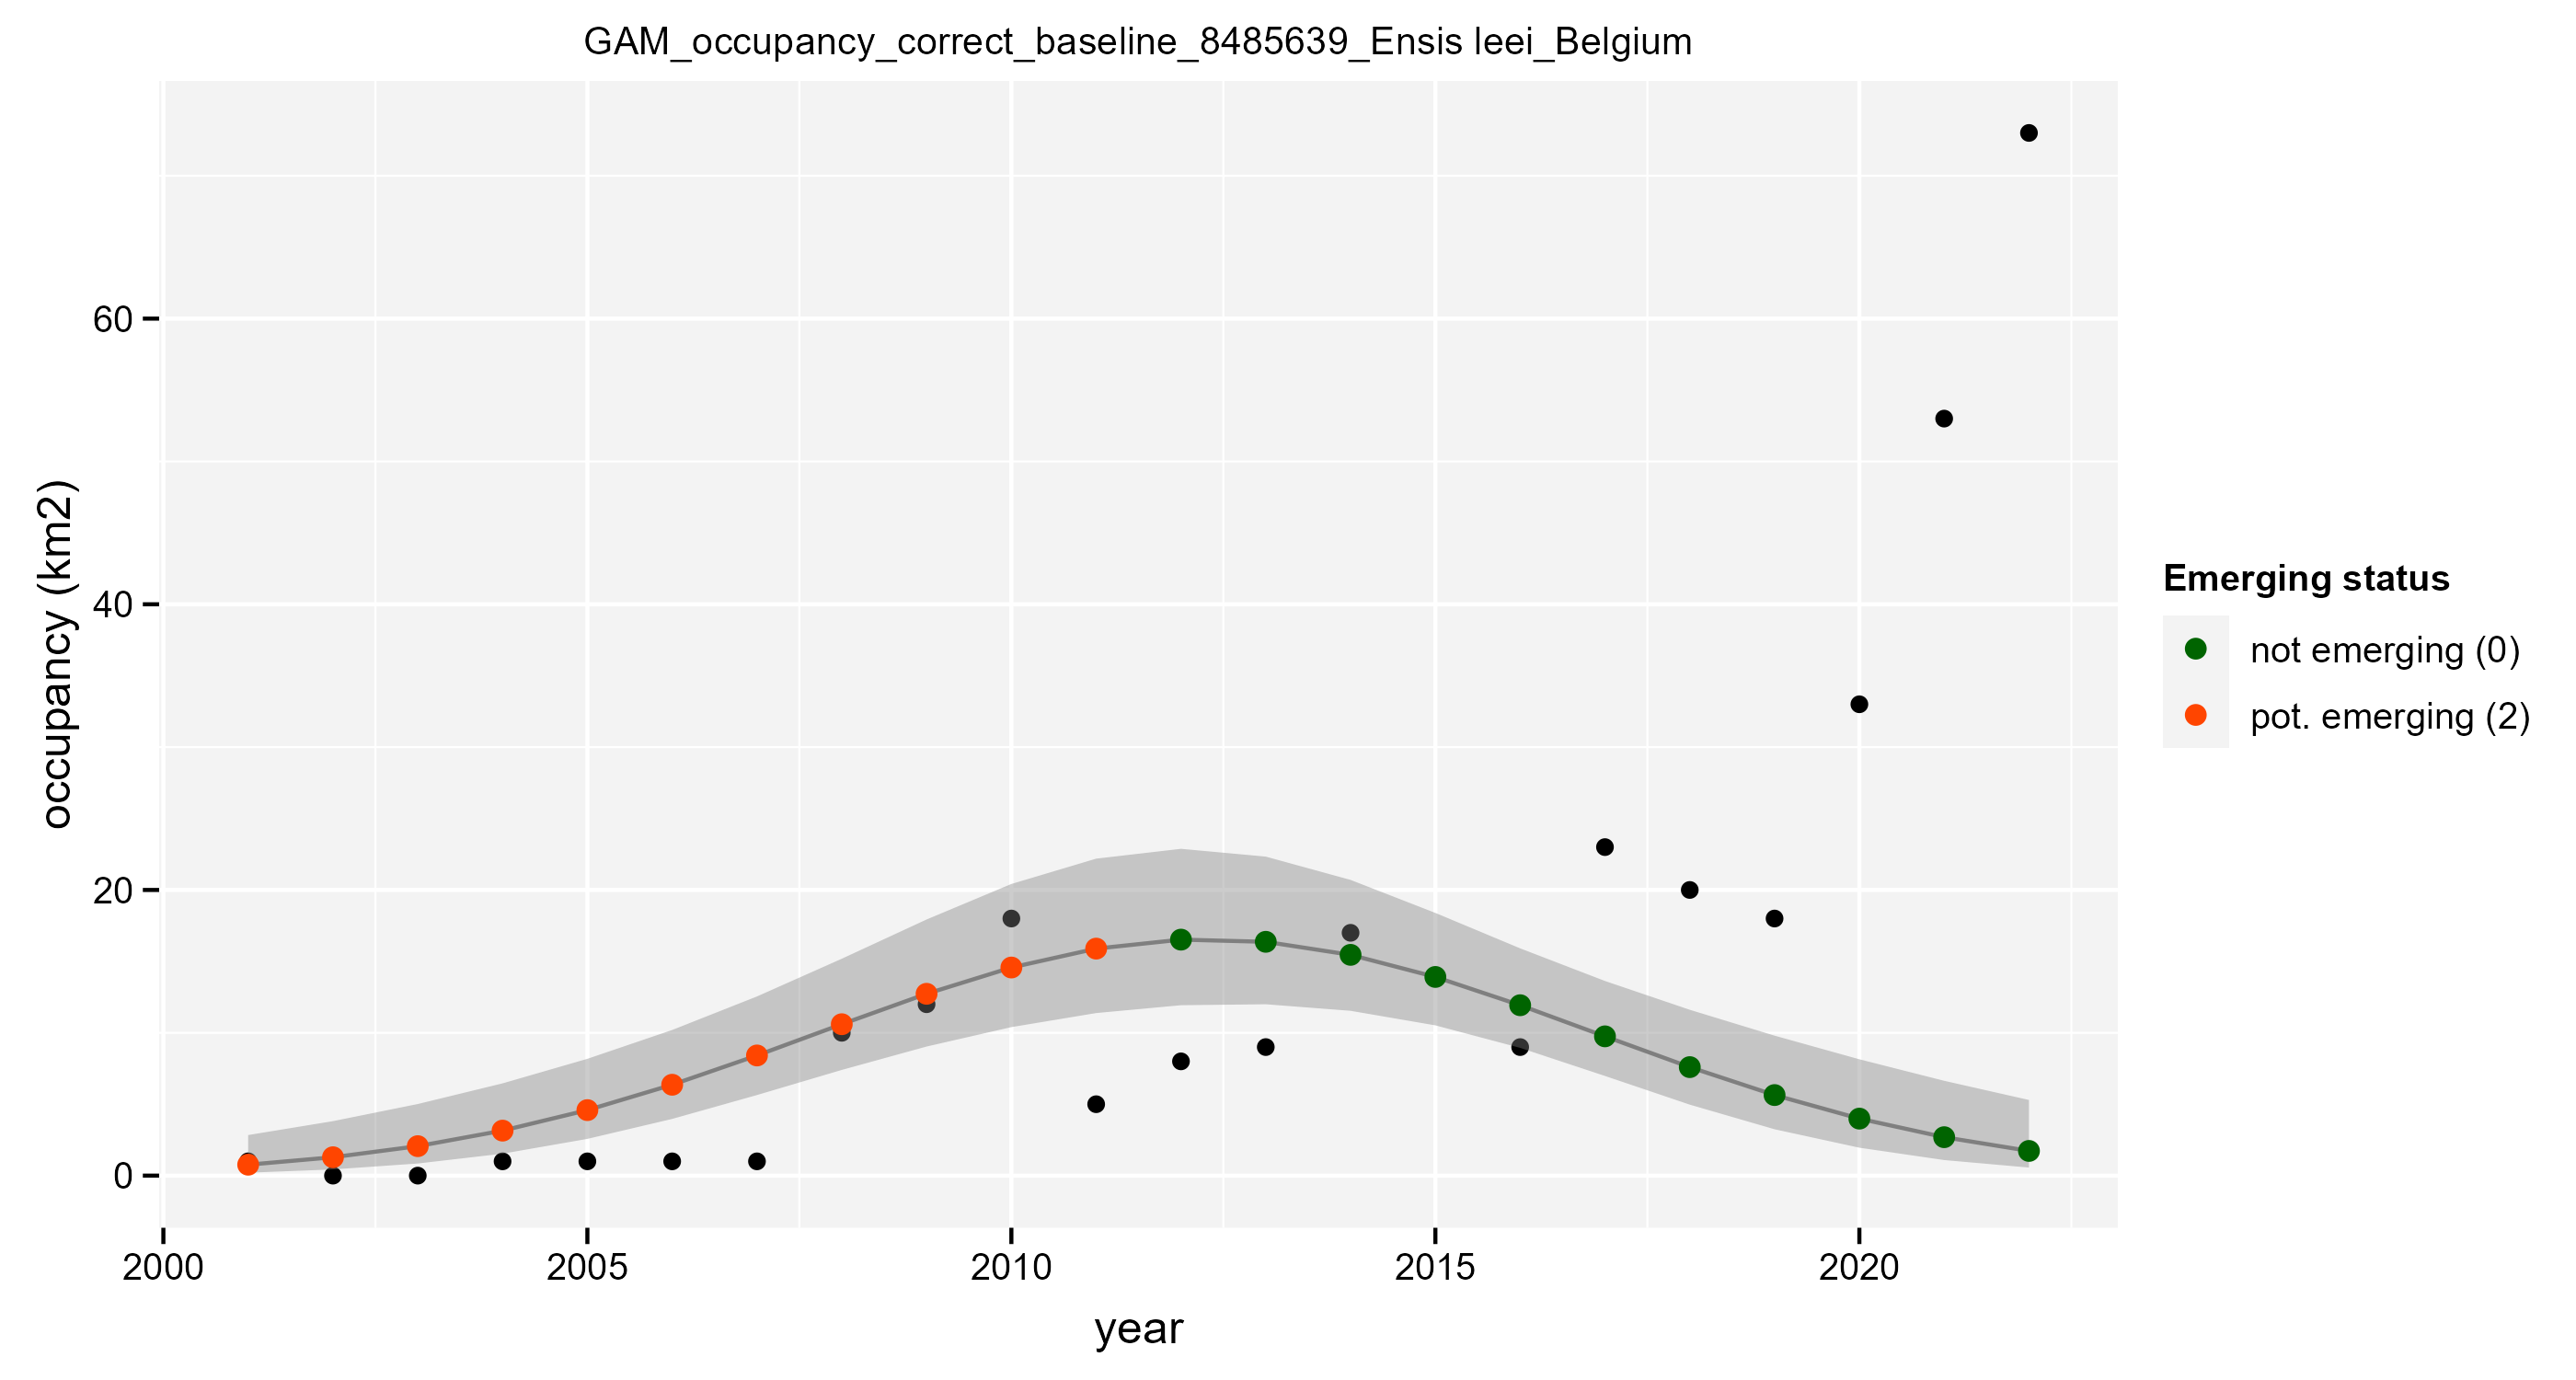 GAM_occupancy_correct_baseline_8485639_Ensis leei_Belgium
occupancy (km2)
60
40
20
0
2000 2005 2010 2015 2020
year
Emerging status
not emerging (0)
pot. emerging (2)